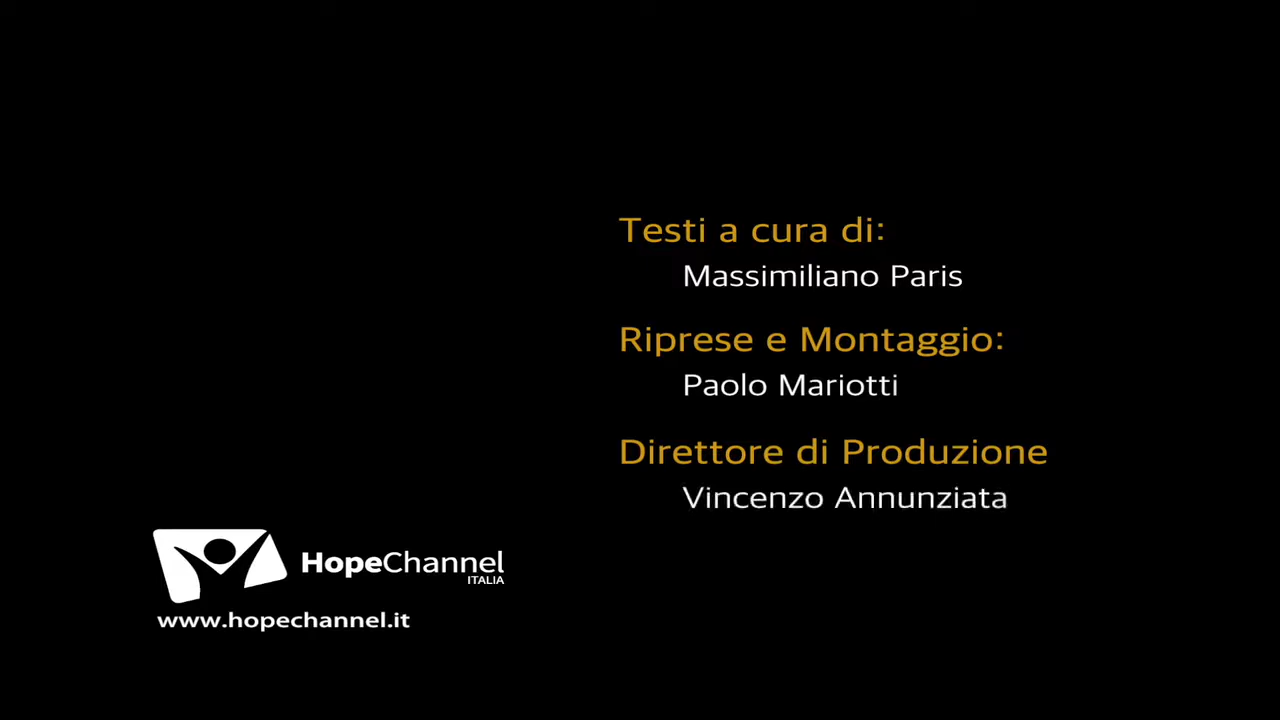 Testi a cura di:
Massimiliano Paris
Riprese e Montaggio:
Paolo Mariotti
Direttore di Produzione
Vincenzo Annunziata
HopeChannel
ITALIA
www.hopechannel.it